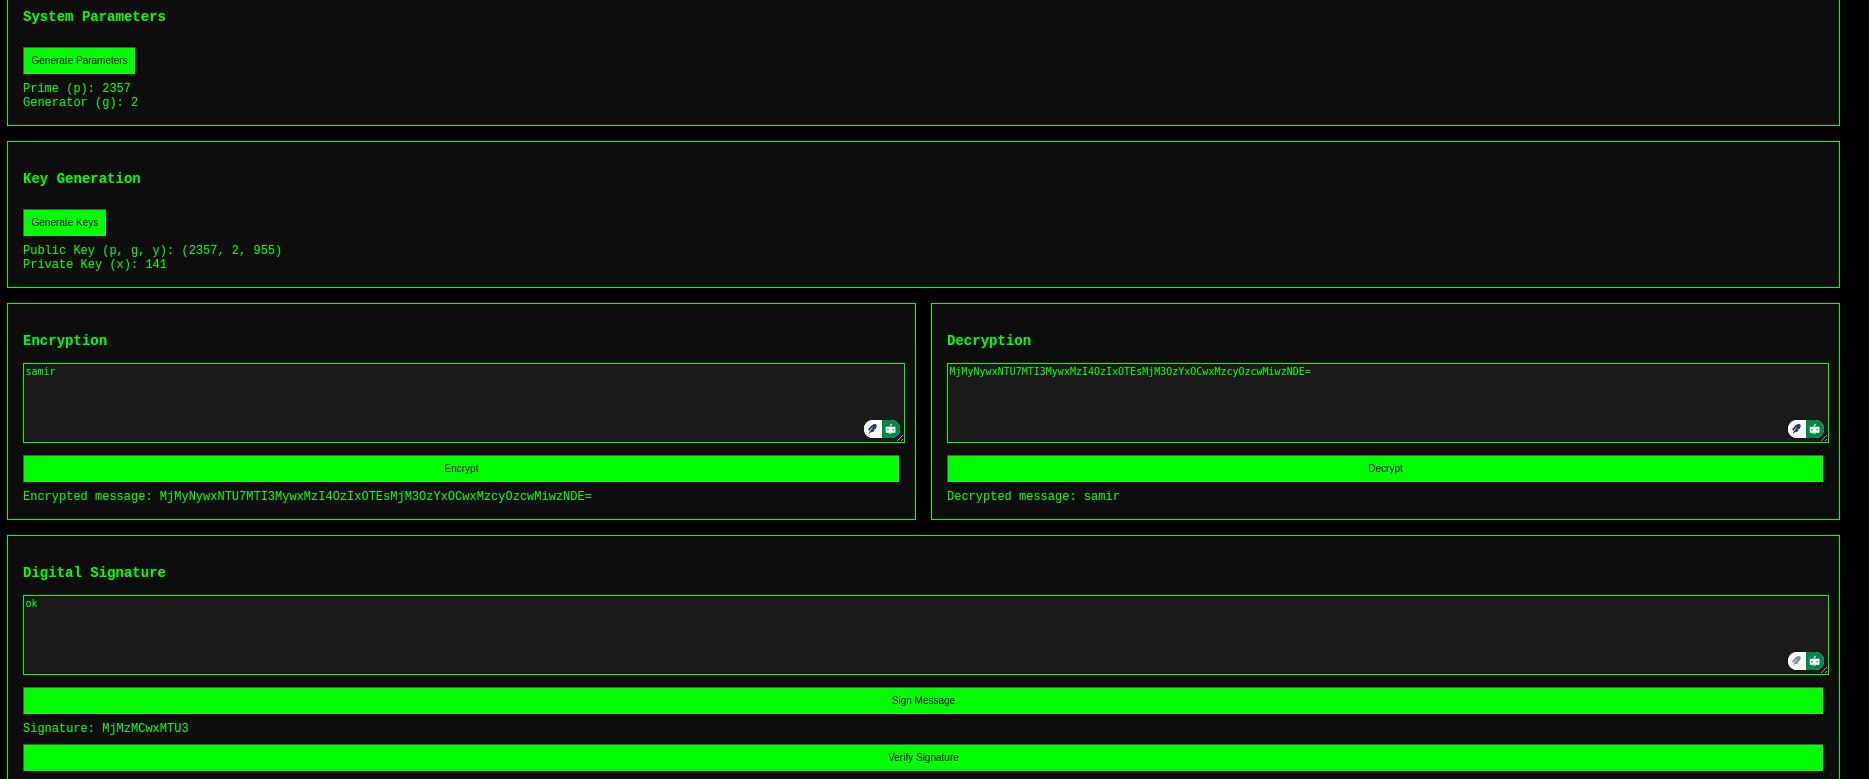 System Parameters
Generate Parameters
Prime (p): 2357
Generator (g): 2
Key Generation
Generate Keys
Public Key (p, g, y): (2357, 2, 955)
Private Key (x): 141
Encryption
samir
Encrypt
Encrypted message: MjMyNywxNTU7MTI3MywxMzI4OzIxOTEsMjM3OzYxOCwxMzcyOzcwMiwzNDE=
Decryption
MjMyNywxNTU7MTI3MywxMzI4OzIxOTEsMjM3OzYxOCwxMzcyOzcwMiwzNDE=
Decrypt
Decrypted message: samir
Digital Signature
ok
Sign Message
Signature: MjMzMCwxMTU3
Verify Signature